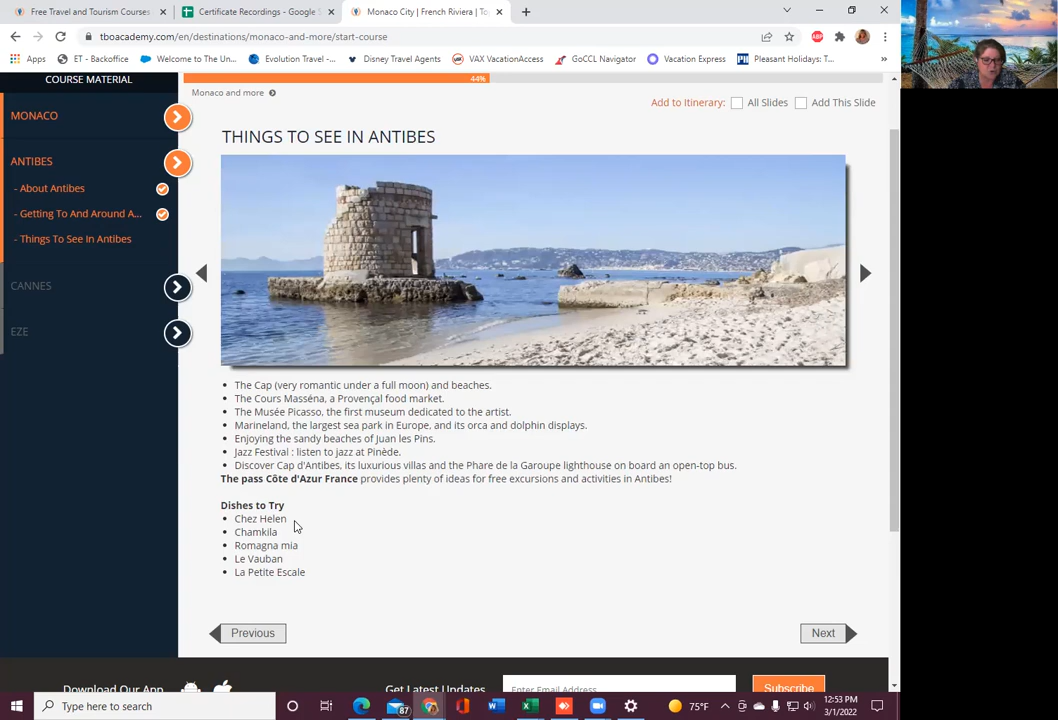 Free Travel and Tourism Courses
Certificate Recordings - Google S
Monaco City | French Riviera | To
tboacademy.com/en/destinations/monaco-and-more/start-course
Apps
ET - Backoffice
Welcome to The Un...
Evolution Travel -...
Disney Travel Agents
VAX VacationAccess
GoCCL Navigator
Vacation Express
Pleasant Holidays: T...
COURSE MATERIAL
44%
Monaco and more
Add to Itinerary:
All Slides
Add This Slide
MONACO
ANTIBES
- About Antibes
- Getting To And Around A...
- Things To See In Antibes
CANNES
EZE
THINGS TO SEE IN ANTIBES
• The Cap (very romantic under a full moon) and beaches.
• The Cours Masséna, a Provençal food market.
• The Musée Picasso, the first museum dedicated to the artist.
• Marineland, the largest sea park in Europe, and its orca and dolphin displays.
• Enjoying the sandy beaches of Juan les Pins.
• Jazz Festival : listen to jazz at Pinède.
• Discover Cap d'Antibes, its luxurious villas and the Phare de la Garoupe lighthouse on board an open-top bus.
The pass Côte d'Azur France provides plenty of ideas for free excursions and activities in Antibes!
Dishes to Try
• Chez Helen
• Chamkila
• Romagna mia
• Le Vauban
• La Petite Escale
Previous
Next
Download Our App
Get Latest Updates
Enter Email Address
Subscribe
Type here to search
87
75°F
12:53 PM
3/1/2022